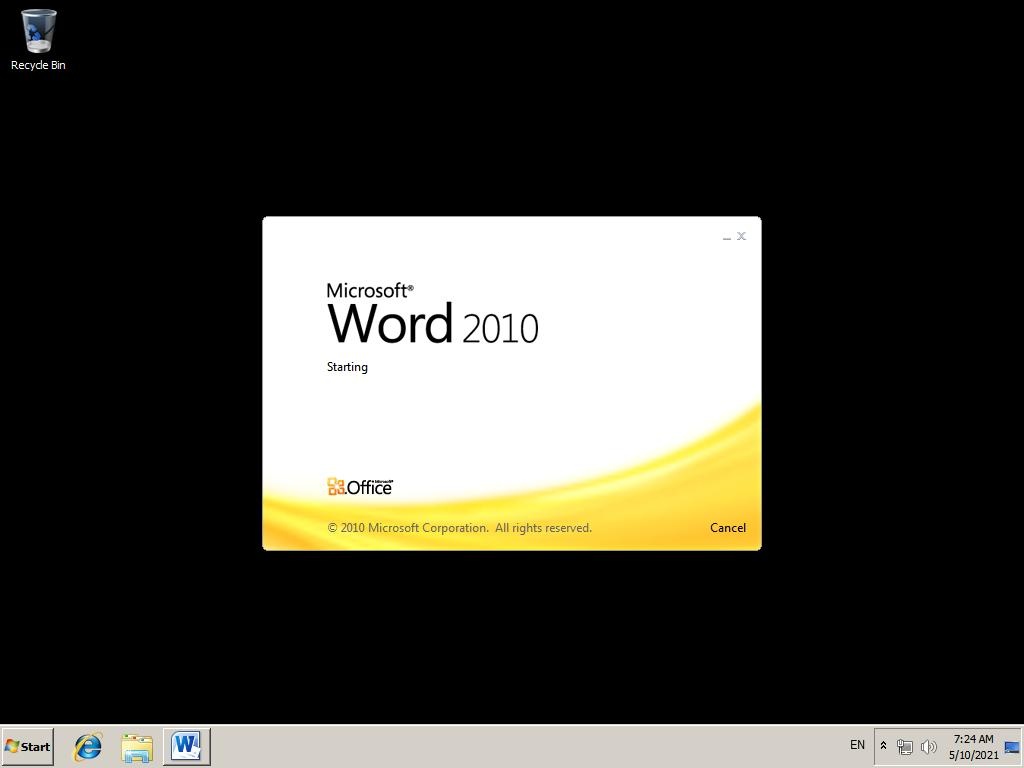 Recycle Bin
Microsoft®
Word 2010
Starting
Office
© 2010 Microsoft Corporation. All rights reserved.
Cancel
Start
EN
7:24 AM
5/10/2021